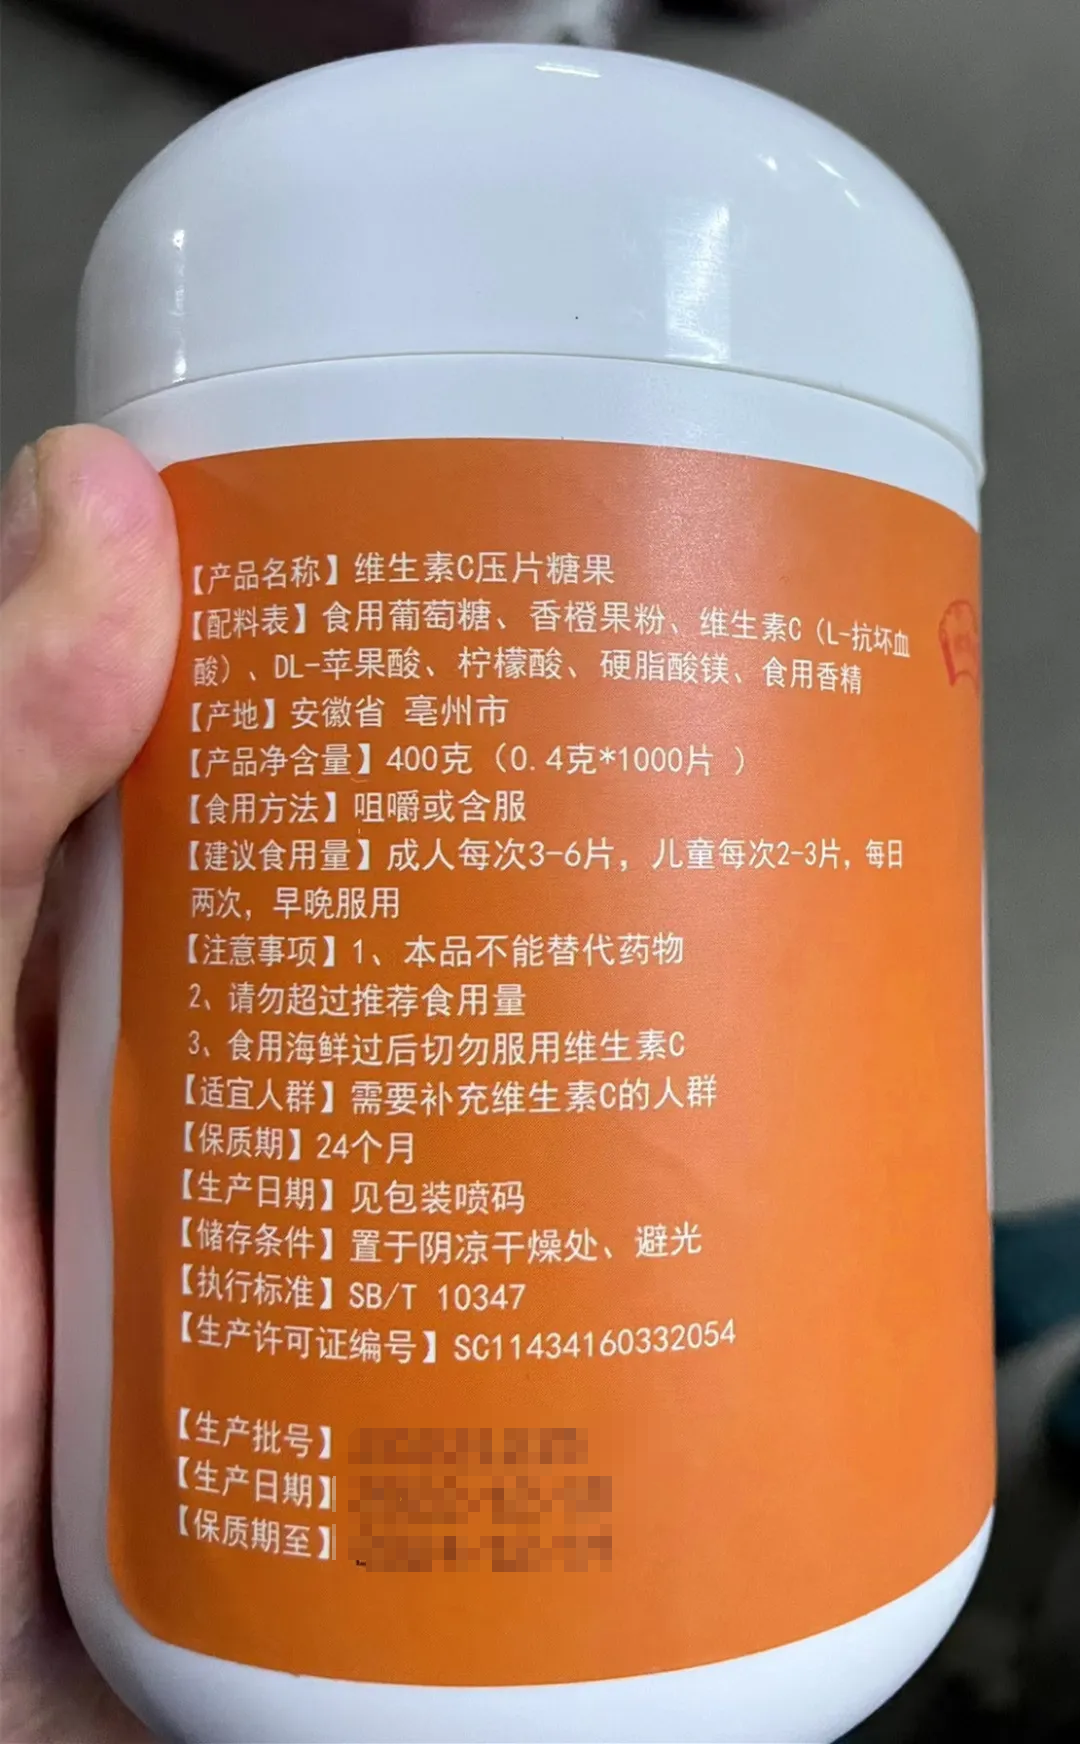 【产品名称】维生素C压片糖果
【配料表】食用葡萄糖、香橙果粉、维生素C（L-抗坏血
酸）、DL-苹果酸、柠檬酸、硬脂酸镁、食用香精
【产地】安徽省 亳州市
【产品净含量】400克（0.4克*1000片 ）
【食用方法】咀嚼或含服
【建议食用量】成人每次3-6片，儿童每次2-3片，每日
两次，早晚服用
【注意事项】1、本品不能替代药物
2、请勿超过推荐食用量
3、食用海鲜过后切勿服用维生素C
【适宜人群】需要补充维生素C的人群
【保质期】24个月
【生产日期】见包装喷码
【储存条件】置于阴凉干燥处、避光
【执行标准】SB/T 10347
【生产许可证编号】SC11434160332054
【生产批号】
【生产日期】
【保质期至】